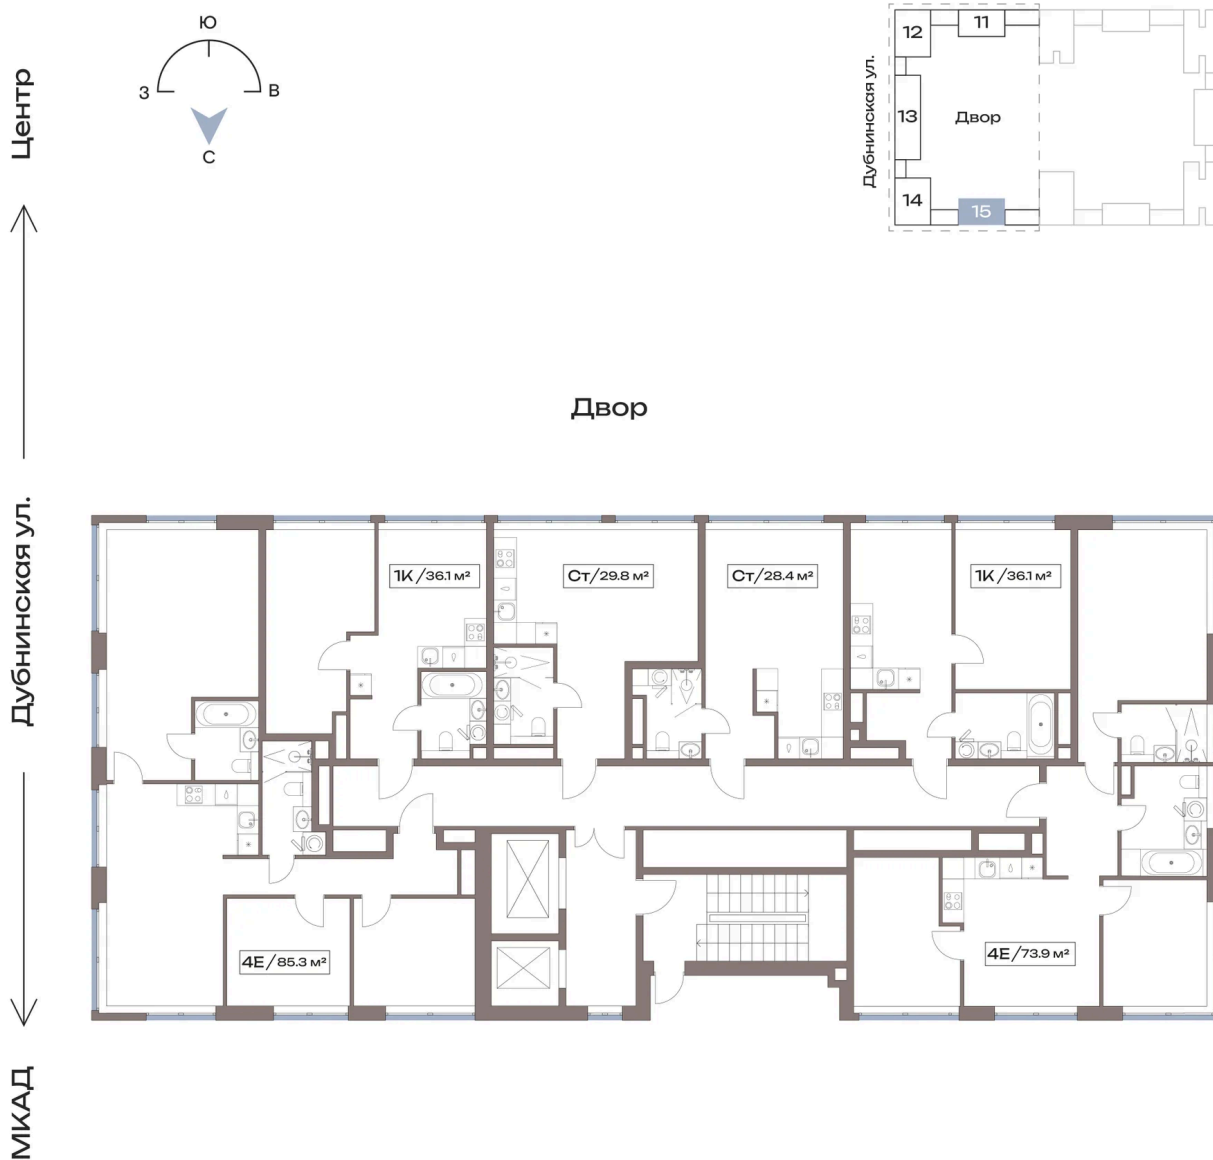 Ю
З
В
С
Центр
Дубнинская ул.
МКАД
Дубнинская ул.
12
11
13
Двор
14
15
Двор
1К / 36.1 м²
Ст / 29.8 м²
Ст / 28.4 м²
1К / 36.1 м²
4Е / 85.3 м²
4Е / 73.9 м²